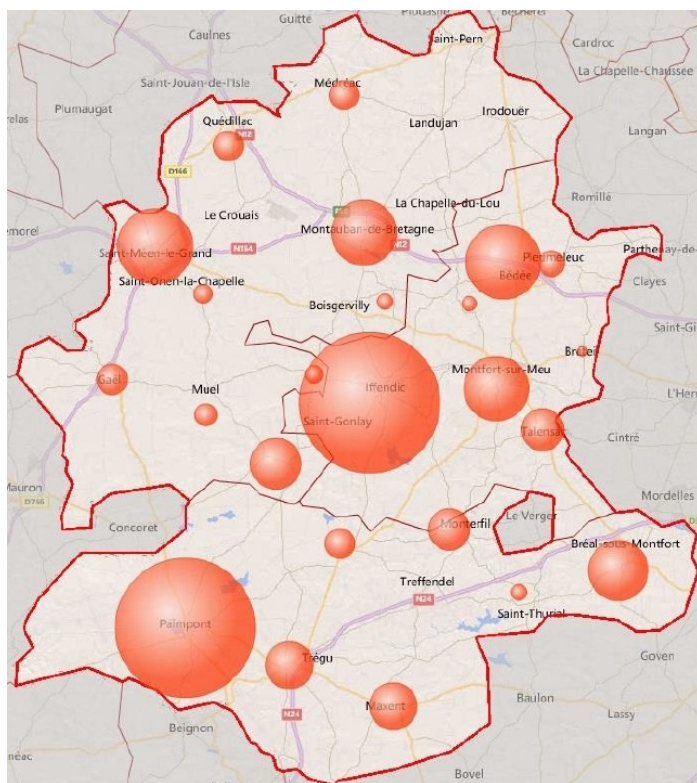 Guitté
Plouasne
Bécherel
Caulnes
Saint-Pern
Cardroc
La Chapelle-Chaussée
Saint-Jouan-de-l'Isle
Médréac
Plumaugat
Irodouër
Quédillac
Landujan
Langan
N12
D166
Romillé
La Chapelle-du-Lou
Le Crouais
Montauban-de-Bretagne
N12
N164
Saint-Méen-le-Grand
Parthenay-de-
Pleumeleuc
Bédée
Saint-Onen-la-Chapelle
Clayes
Boisgervilly
Saint-Gi
Breteil
Montfort-sur-Meu
Gaël
Iffendic
Muel
L'Her
Saint-Gonlay
Talensac
Cintré
Mauron
Mordelles
Concoret
Le Verger
Monterfil
Bréal-sous-Montfort
Treffendel
N24
Saint-Thurial
Paimpont
Trégu
Goven
Baulon
Maxent
Lassy
N24
Beignon
Bovel